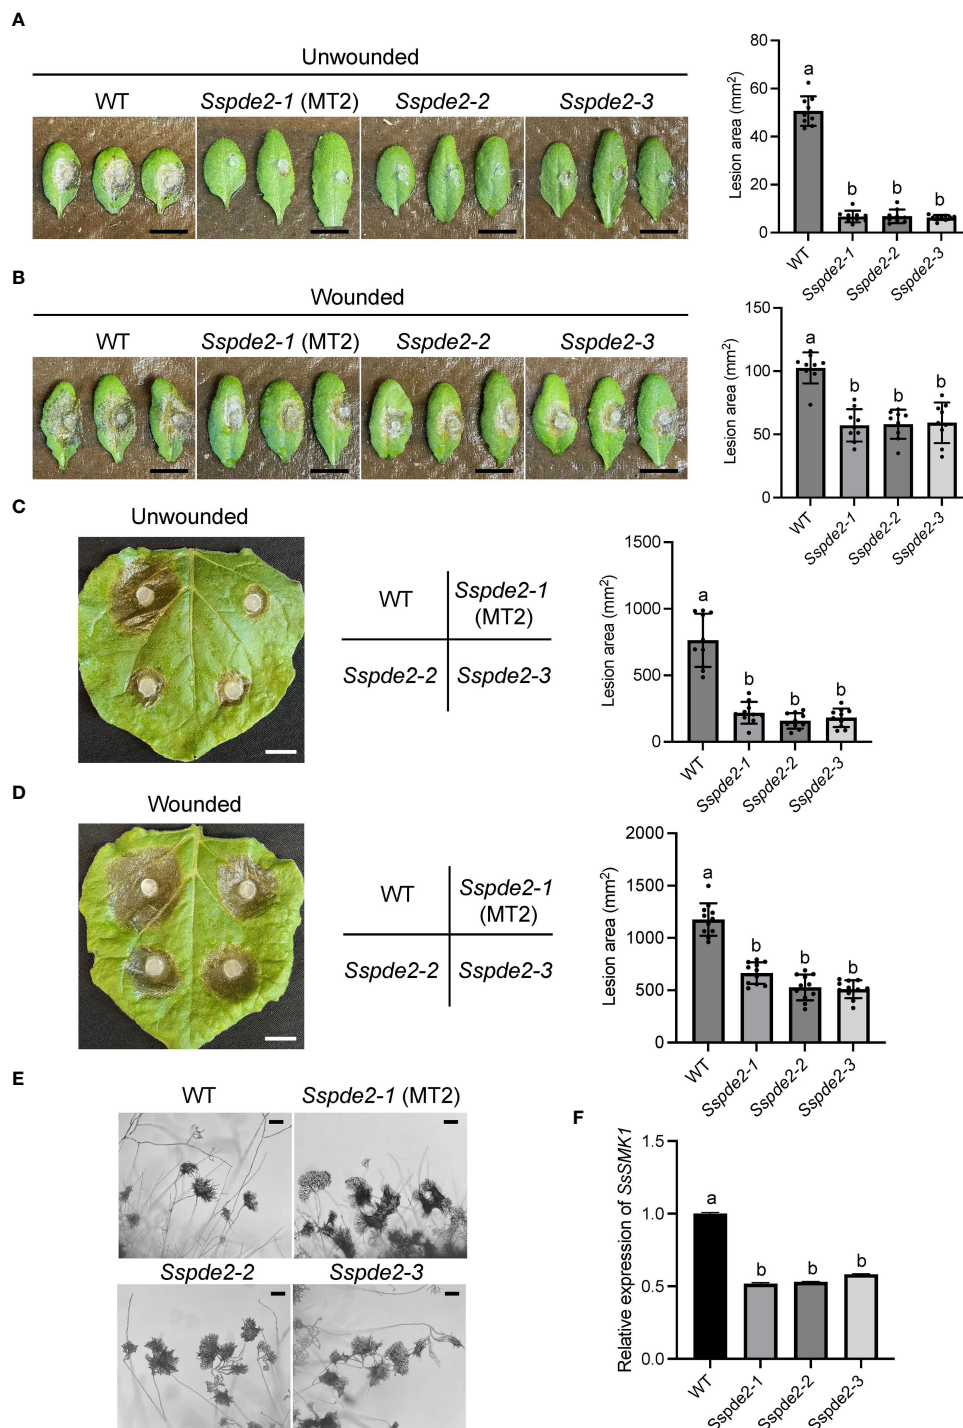 A
Unwounded
WT Sspde2-1 (MT2) Sspde2-2 Sspde2-3
Lesion area (mm²)
80
60
40
20
0
a
b
b
b
WT
Sspde2-1
Sspde2-2
Sspde2-3
B
Wounded
WT Sspde2-1 (MT2) Sspde2-2 Sspde2-3
Lesion area (mm²)
150
100
50
0
a
b
b
b
WT
Sspde2-1
Sspde2-2
Sspde2-3
C
Unwounded
WT Sspde2-1
(MT2)
Sspde2-2 Sspde2-3
Lesion area (mm²)
1500
1000
500
0
a
b
b
b
WT
Sspde2-1
Sspde2-2
Sspde2-3
D
Wounded
WT Sspde2-1
(MT2)
Sspde2-2 Sspde2-3
Lesion area (mm²)
2000
1500
1000
500
0
a
b
b
b
WT
Sspde2-1
Sspde2-2
Sspde2-3
E
WT Sspde2-1 (MT2)
Sspde2-2 Sspde2-3
F
Relative expression of SsSMK1
1.5
1.0
0.5
0.0
a
b
b
b
WT
Sspde2-1
Sspde2-2
Sspde2-3